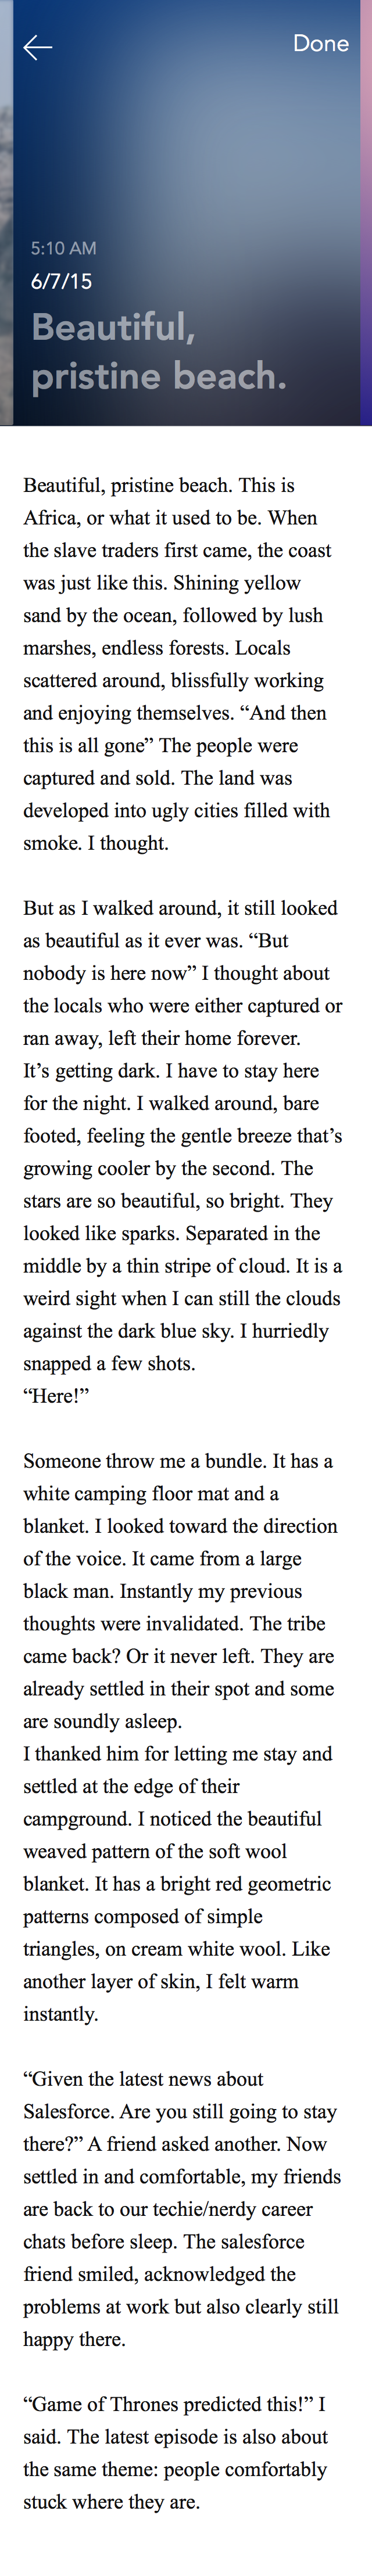 Done
5:10 AM
6/7/15
Beautiful,
pristine beach.
Beautiful, pristine beach. This is
Africa, or what it used to be. When
the slave traders first came, the coast
was just like this. Shining yellow
sand by the ocean, followed by lush
marshes, endless forests. Locals
scattered around, blissfully working
and enjoying themselves. “And then
this is all gone” The people were
captured and sold. The land was
developed into ugly cities filled with
smoke. I thought.
But as I walked around, it still looked
as beautiful as it ever was. “But
nobody is here now” I thought about
the locals who were either captured or
ran away, left their home forever.
It’s getting dark. I have to stay here
for the night. I walked around, bare
footed, feeling the gentle breeze that’s
growing cooler by the second. The
stars are so beautiful, so bright. They
looked like sparks. Separated in the
middle by a thin stripe of cloud. It is a
weird sight when I can still the clouds
against the dark blue sky. I hurriedly
snapped a few shots.
“Here!”
Someone throw me a bundle. It has a
white camping floor mat and a
blanket. I looked toward the direction
of the voice. It came from a large
black man. Instantly my previous
thoughts were invalidated. The tribe
came back? Or it never left. They are
already settled in their spot and some
are soundly asleep.
I thanked him for letting me stay and
settled at the edge of their
campground. I noticed the beautiful
weaved pattern of the soft wool
blanket. It has a bright red geometric
patterns composed of simple
triangles, on cream white wool. Like
another layer of skin, I felt warm
instantly.
“Given the latest news about
Salesforce. Are you still going to stay
there?” A friend asked another. Now
settled in and comfortable, my friends
are back to our techie/nerdy career
chats before sleep. The salesforce
friend smiled, acknowledged the
problems at work but also clearly still
happy there.
“Game of Thrones predicted this!” I
said. The latest episode is also about
the same theme: people comfortably
stuck where they are.